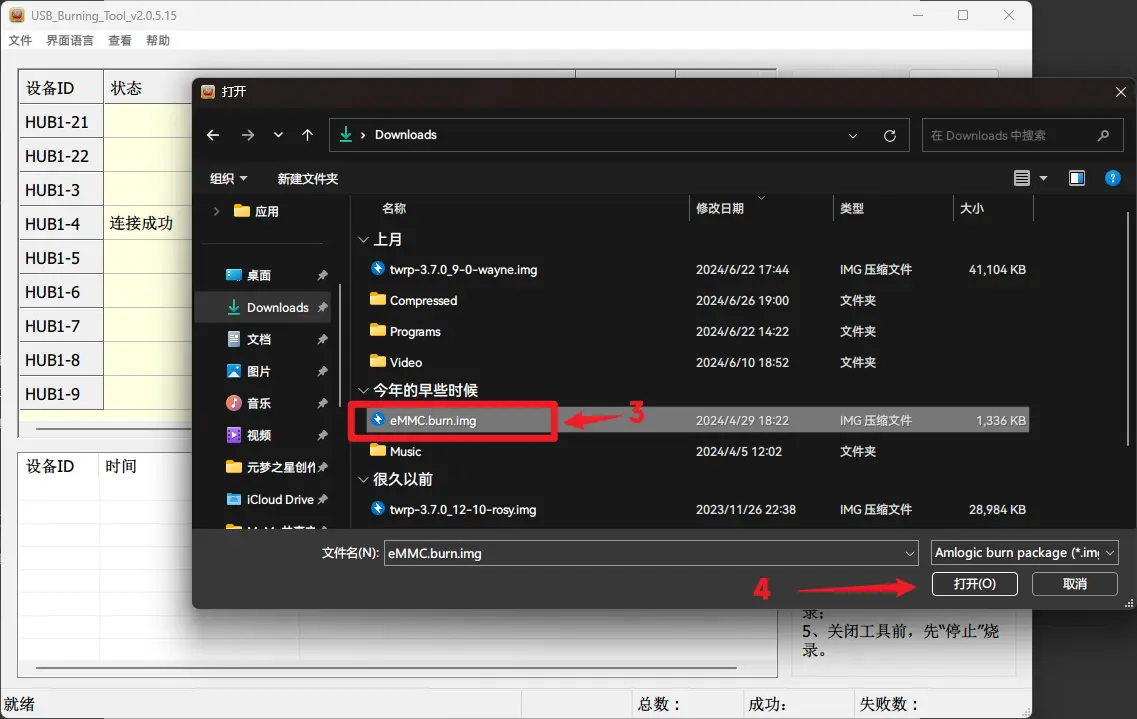 USB_Burning_Tool_v2.0.5.15
文件 界面语言 查看 帮助
设备ID 状态
HUB1-21
HUB1-22
HUB1-3
HUB1-4 连接成功
HUB1-5
HUB1-6
HUB1-7
HUB1-8
HUB1-9
设备ID 时间
打开
Downloads
在 Downloads 中搜索
组织 新建文件夹
应用
桌面
Downloads
文档
图片
音乐
视频
元梦之星创作
iCloud Drive
名称 修改日期 类型 大小
上月
twrp-3.7.0_9-0-wayne.img 2024/6/22 17:44 IMG 压缩文件 41,104 KB
Compressed 2024/6/26 19:00 文件夹
Programs 2024/6/22 14:22 文件夹
Video 2024/6/10 18:52 文件夹
今年的早些时候
eMMC.burn.img 2024/4/29 18:22 IMG 压缩文件 1,336 KB
3
Music 2024/4/5 12:02 文件夹
很久以前
twrp-3.7.0_12-10-rosy.img 2023/11/26 22:38 IMG 压缩文件 28,984 KB
文件名(N): eMMC.burn.img Amlogic burn package (*.img
4
打开(O) 取消
录；
5、关闭工具前，先“停止”烧
录。
就绪 总数： 成功: 失败数：